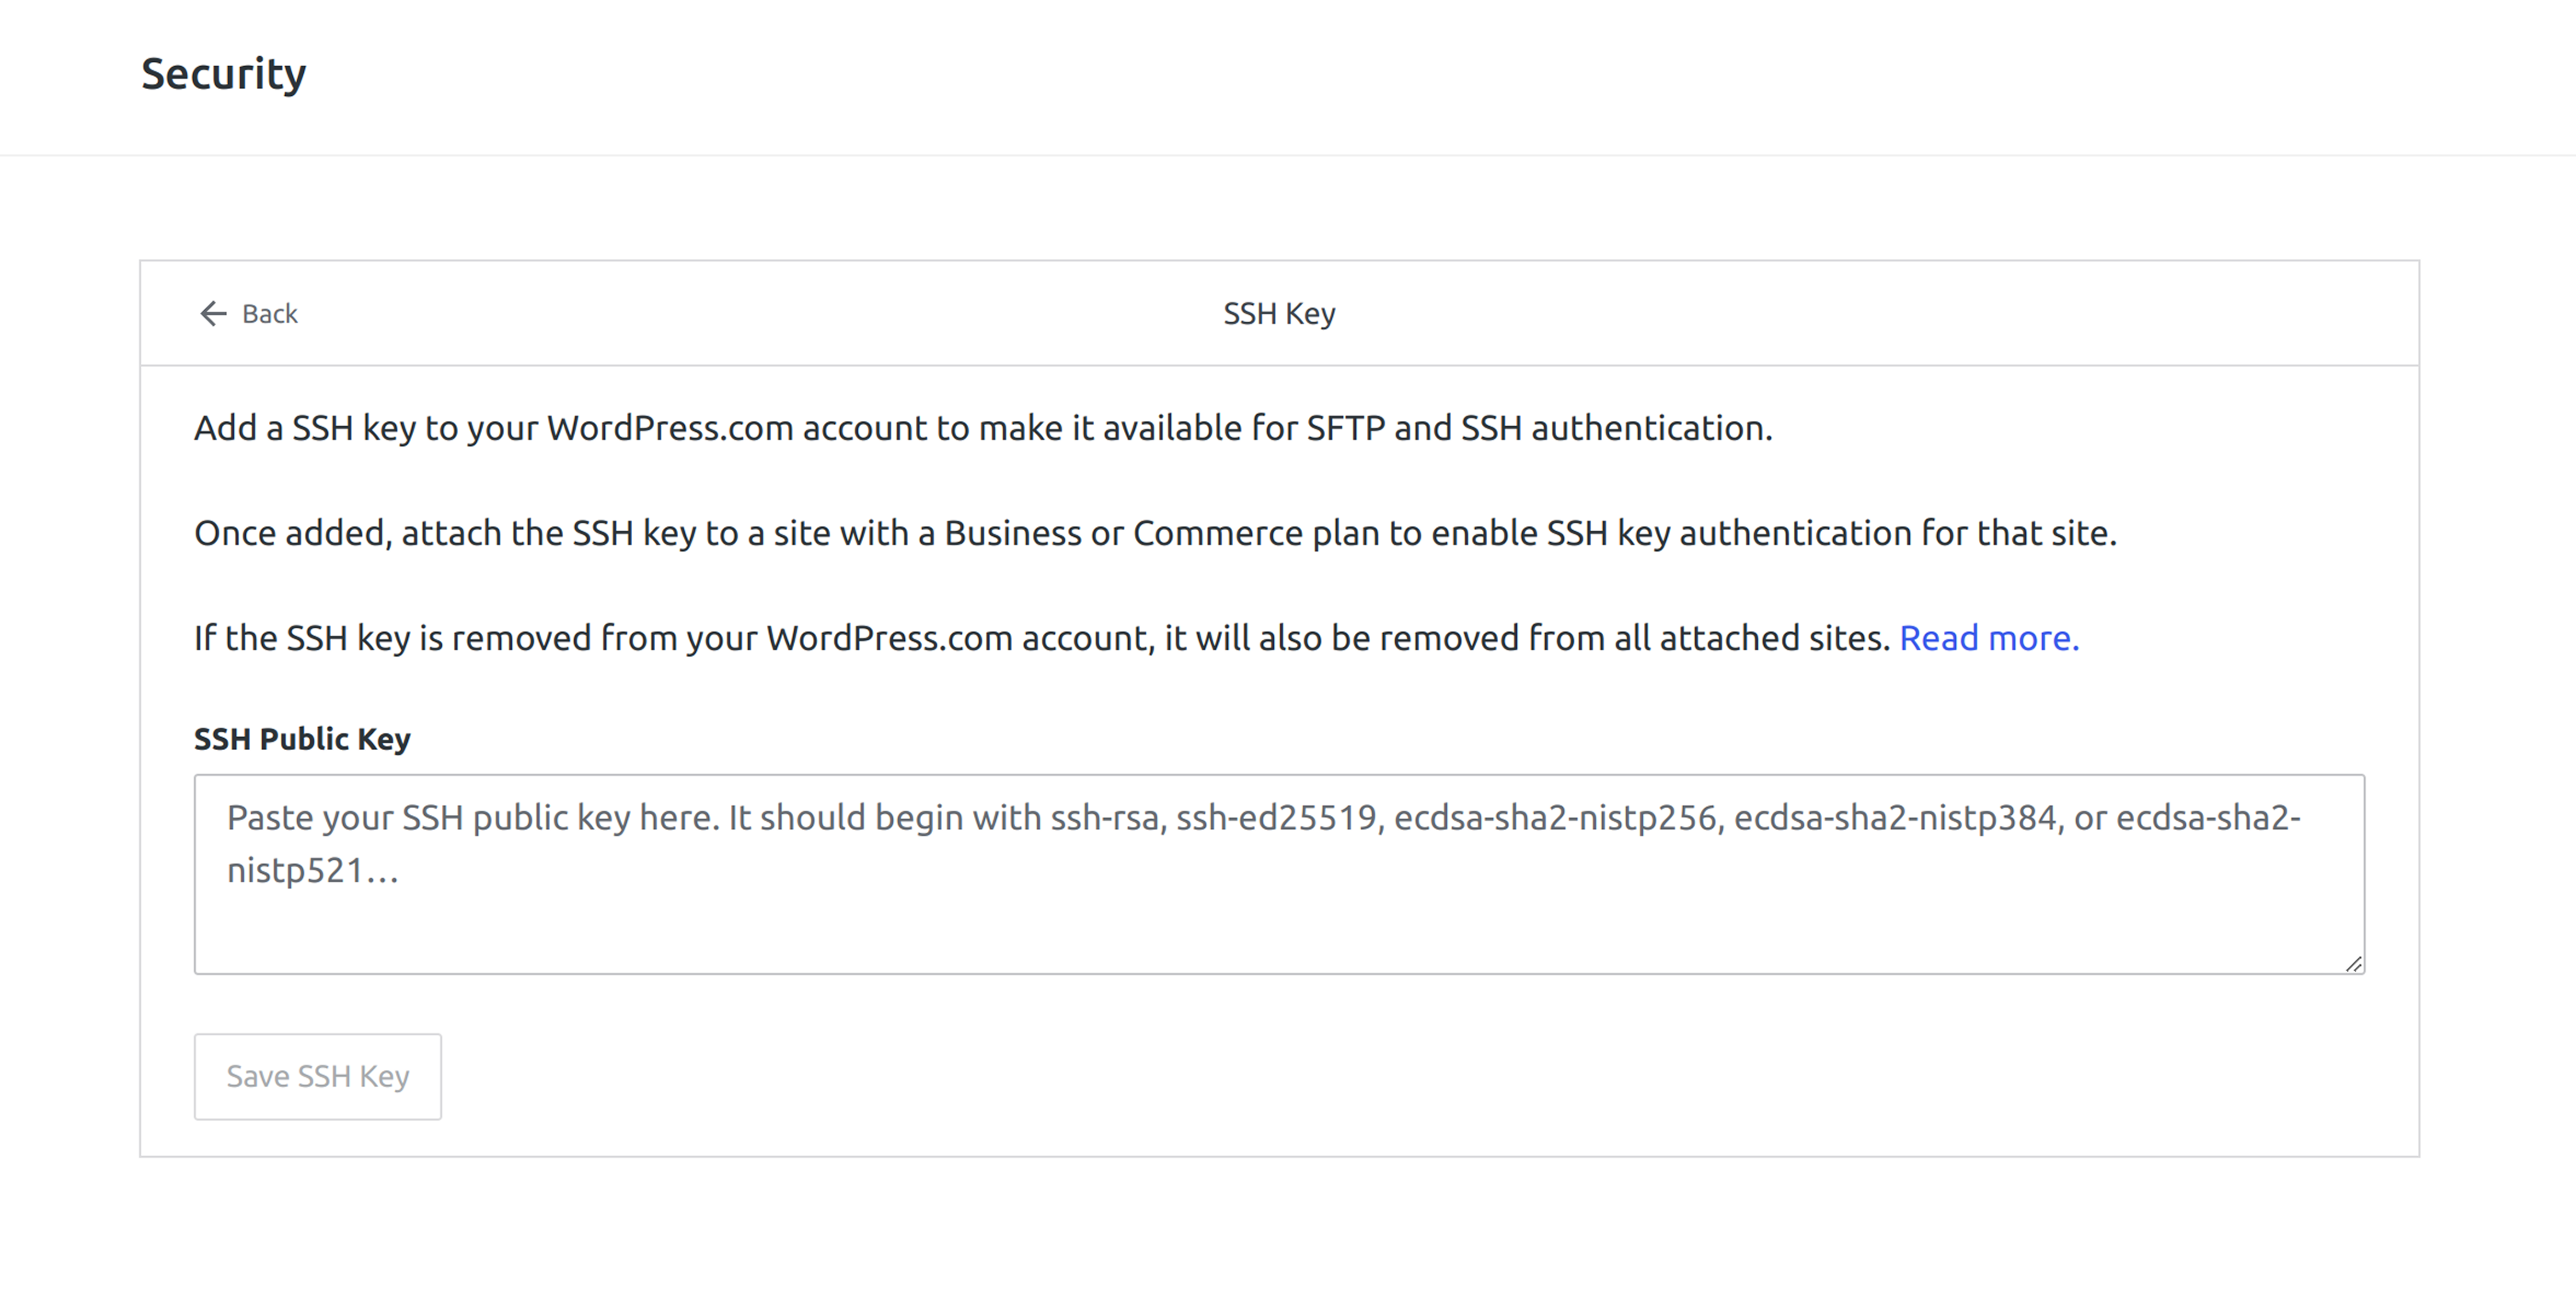 Security
Back
SSH Key
Add a SSH key to your WordPress.com account to make it available for SFTP and SSH authentication.
Once added, attach the SSH key to a site with a Business or Commerce plan to enable SSH key authentication for that site.
If the SSH key is removed from your WordPress.com account, it will also be removed from all attached sites. Read more.
SSH Public Key
Paste your SSH public key here. It should begin with ssh-rsa, ssh-ed25519, ecdsa-sha2-nistp256, ecdsa-sha2-nistp384, or ecdsa-sha2-
nistp521…
Save SSH Key